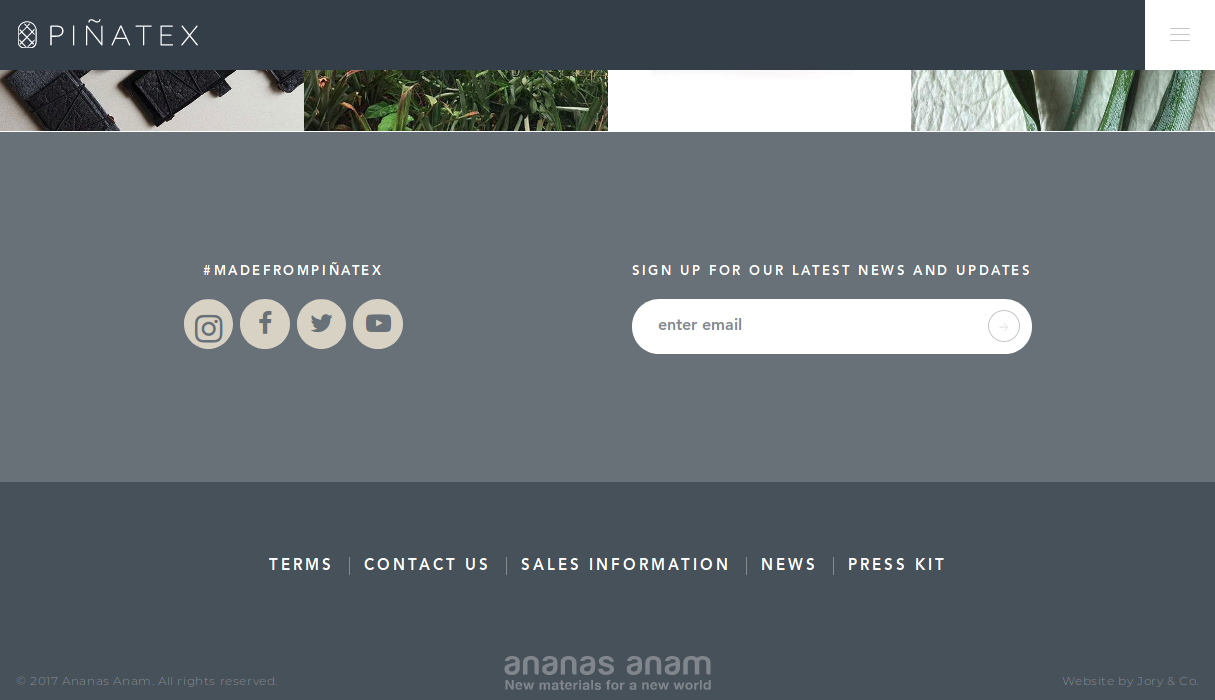 PIÑATEX
#MADEFROMPIÑATEX
SIGN UP FOR OUR LATEST NEWS AND UPDATES
enter email
TERMS
CONTACT US
SALES INFORMATION
NEWS
PRESS KIT
ananas anam
New materials for a new world
© 2017 Ananas Anam. All rights reserved.
Website by Jory & Co.